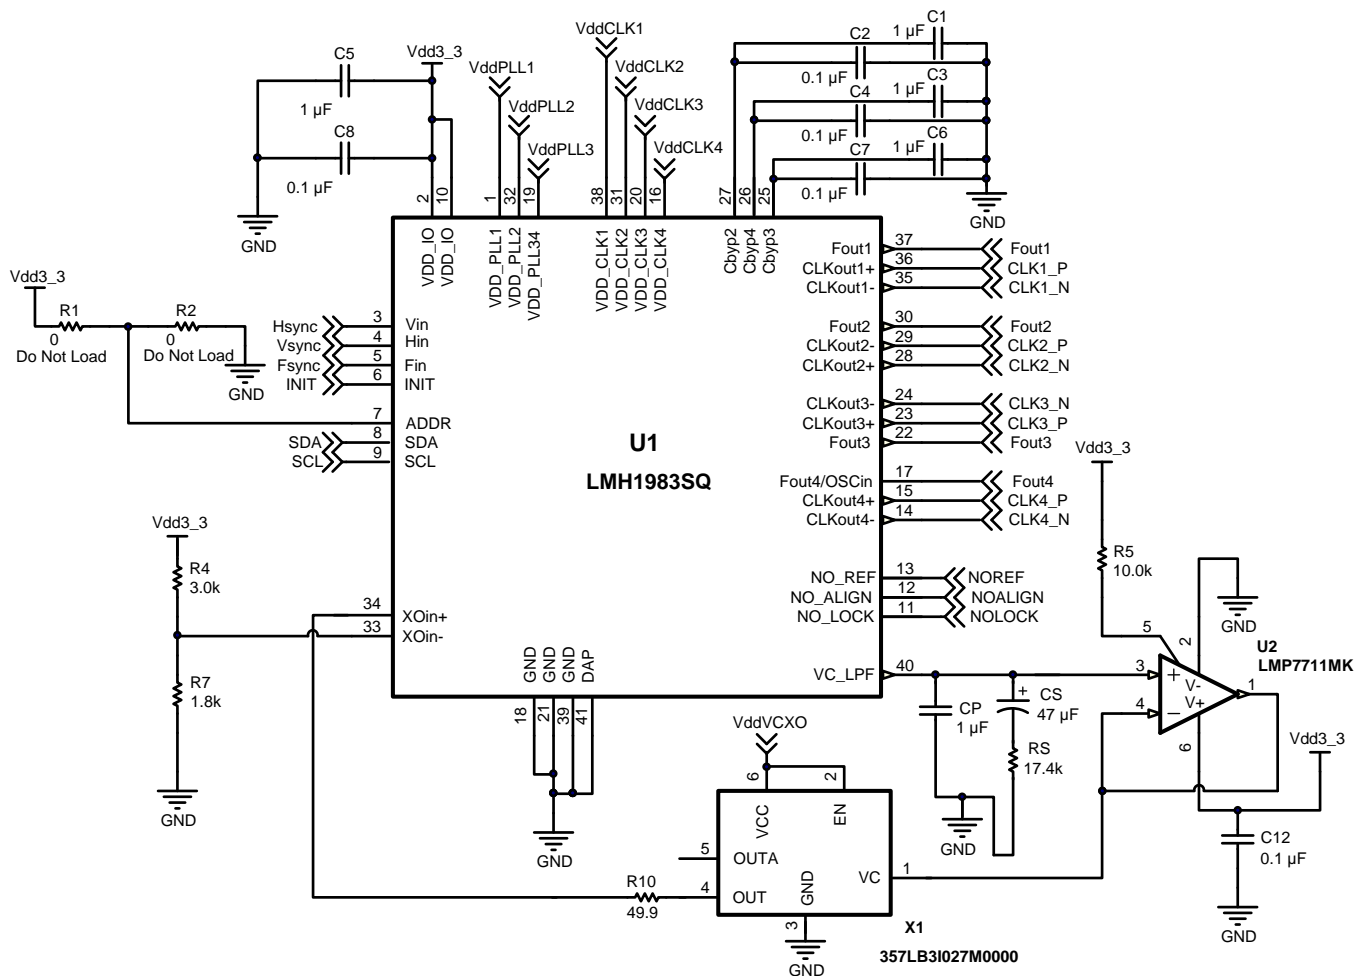 VddCLK1
C2
C1
1 µF
C5
Vdd3_3
VddPLL1
VddCLK2
0.1 µF
C3
1 µF
C4
1 µF
VddPLL2
VddCLK3
0.1 µF
C6
C8
1 µF
C7
VddPLL3
VddCLK4
0.1 µF
0.1 µF
2
10
1
32
19
38
31
20
16
27
26
25
GND
GND
VDD_IO
VDD_IO
VDD_PLL1
VDD_PLL2
VDD_PLL34
VDD_CLK1
VDD_CLK2
VDD_CLK3
VDD_CLK4
Cbyp2
Cbyp4
Cbyp3
Fout1 37 Fout1
CLKout1+ 36 CLK1_P
CLKout1- 35 CLK1_N
Vdd3_3
R1
R2
0
0
Do Not Load
Do Not Load
GND
Hsync 3 Vin
Vsync 4 Hin
Fsync 5 Fin
INIT 6 INIT
Fout2 30 Fout2
CLKout2- 29 CLK2_P
CLKout2+ 28 CLK2_N
7 ADDR
SDA 8 SDA
SCL 9 SCL
CLKout3- 24 CLK3_N
CLKout3+ 23 CLK3_P
Fout3 22 Fout3
U1
LMH1983SQ
Fout4/OSCin 17 Fout4
CLKout4+ 15 CLK4_P
CLKout4- 14 CLK4_N
Vdd3_3
Vdd3_3
R4
3.0k
R5
10.0k
NO_REF 13 NOREF
NO_ALIGN 12 NOALIGN
NO_LOCK 11 NOLOCK
34 XOin+
33 XOin-
GND
5
2
U2
LMP7711MK
R7
1.8k
GND
GND
GND
DAP
18
21
39
41
VC_LPF 40
3
+
V-
1
4
−
V+
6
CP
1 µF
+
CS
47 µF
RS
17.4k
VddVCXO
Vdd3_3
6
2
VCC
EN
GND
GND
GND
C12
0.1 µF
5 OUTA
VC 1
R10
49.9
4 OUT
GND
3
GND
X1
357LB3I027M0000
GND